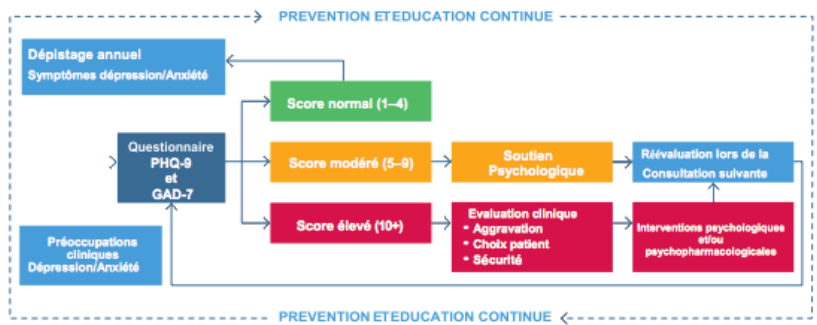 PREVENTION ETEDUCATION CONTINUE
Dépistage annuel
Symptômes dépression/Anxiété
Score normal (1–4)
Questionnaire
PHQ-9
et
GAD-7
Score modéré (5–9)
Soutien
Psychologique
Réévaluation lors de la
Consultation suivante
Score élevé (10+)
Evaluation clinique
• Aggravation
• Choix patient
• Sécurité
Interventions psychologiques
et/ou
psychopharmacologicales
Préoccupations
cliniques
Dépression/Anxiété
PREVENTION ETEDUCATION CONTINUE